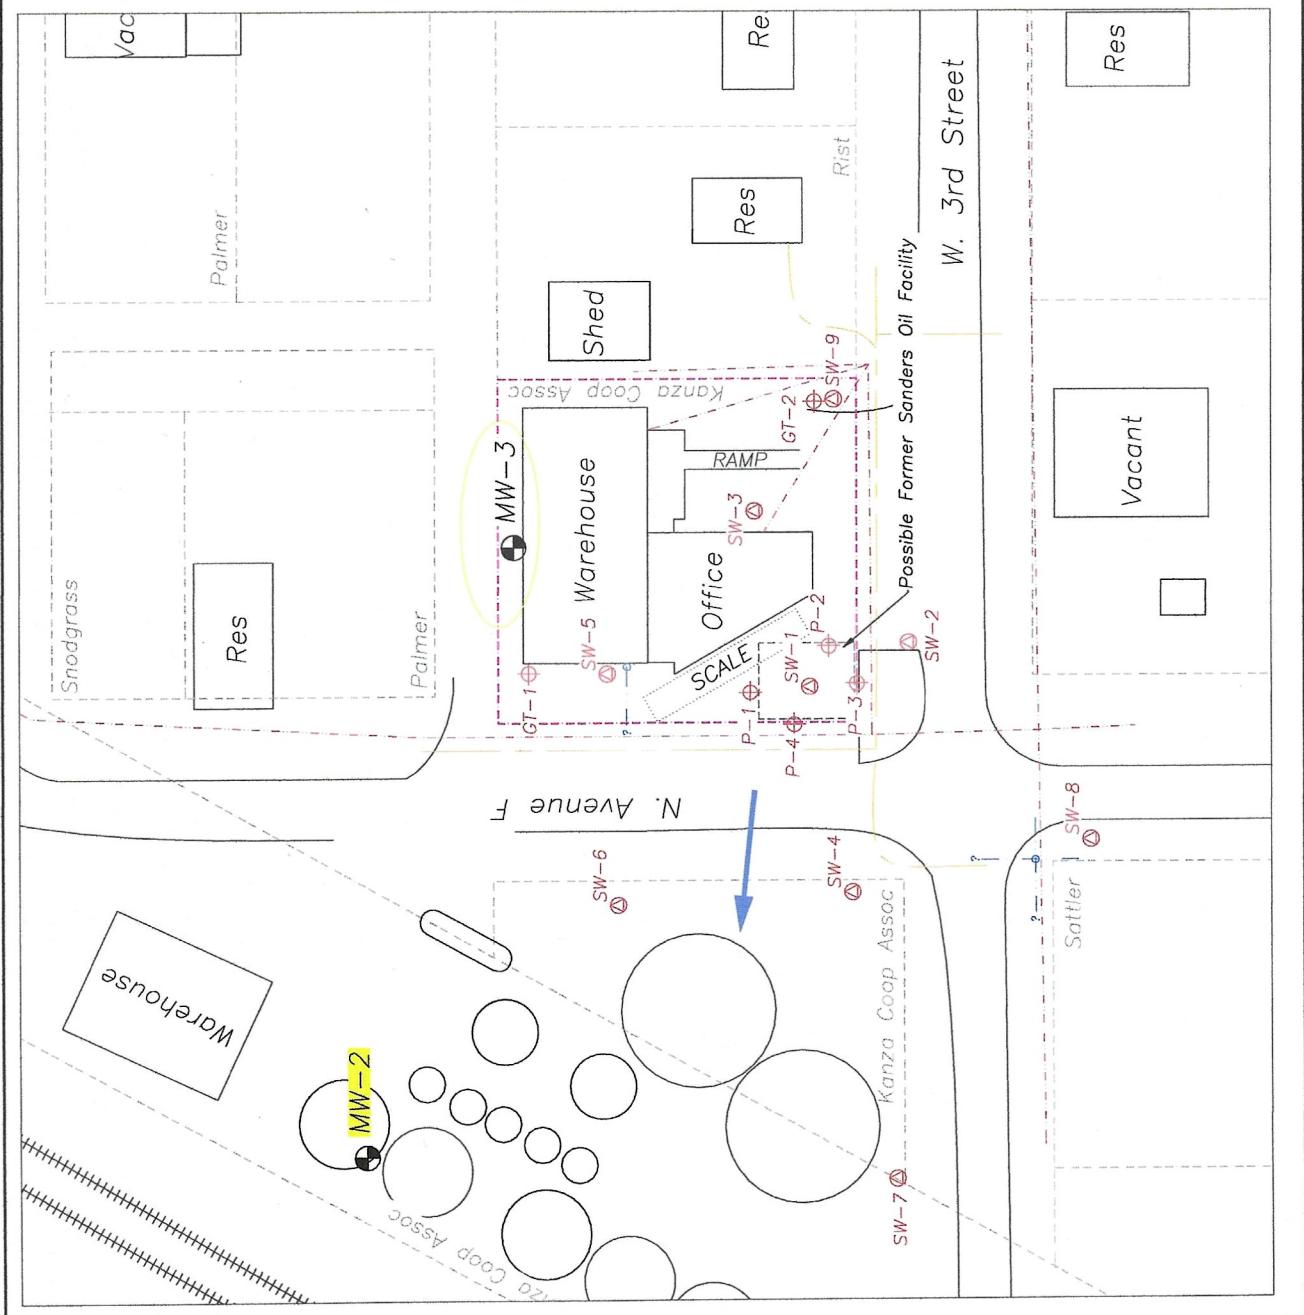 Vac
Re
Res
Palmer
Rist
Res
W. 3rd Street
Shed
Kanza Coop Assoc
SW-9
GT-2
MW-3
RAMP
Warehouse
SW-3
Possible Former Sanders Oil Facility
Vacant
Office
Snodgrass
Res
Palmer
SW-5
P-2
SW-1
SW-2
SCALE
GT-1
?
P-1
P-4
P-3
N. Avenue F
SW-6
SW-4
SW-8
?
?
Sattler
Kanza Coop Assoc
Warehouse
MW-2
SW-7
nza Coop Assoc